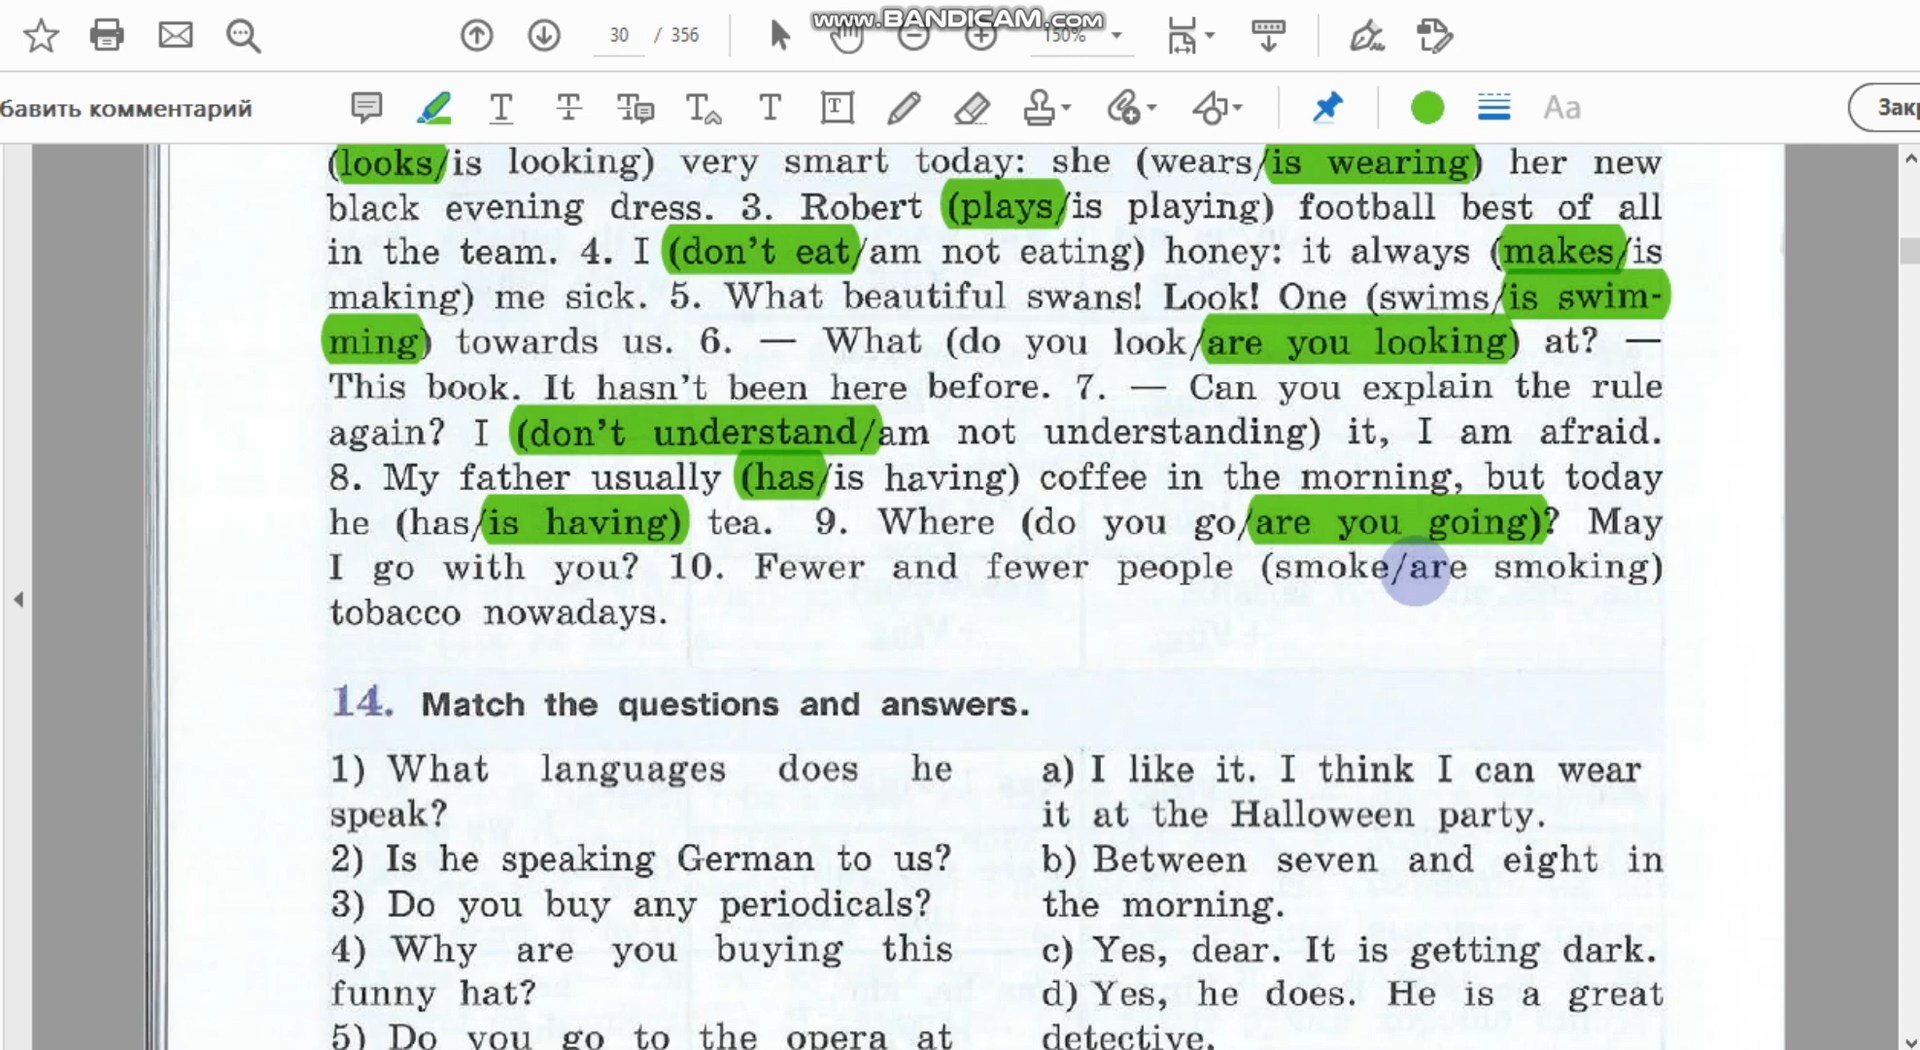 www.BANDICAM.com
30 / 356
150%
бавить комментарий
Aa
Закр
(looks/is looking) very smart today: she (wears/is wearing) her new
black evening dress. 3. Robert (plays/is playing) football best of all
in the team. 4. I (don't eat/am not eating) honey: it always (makes/is
making) me sick. 5. What beautiful swans! Look! One (swims/is swim-
ming) towards us. 6. — What (do you look/are you looking) at? —
This book. It hasn't been here before. 7. — Can you explain the rule
again? I (don't understand/am not understanding) it, I am afraid.
8. My father usually (has/is having) coffee in the morning, but today
he (has/is having) tea. 9. Where (do you go/are you going)? May
I go with you? 10. Fewer and fewer people (smoke/are smoking)
tobacco nowadays.
14. Match the questions and answers.
1) What languages does he
speak?
2) Is he speaking German to us?
3) Do you buy any periodicals?
4) Why are you buying this
funny hat?
5) Do you go to the opera at
a) I like it. I think I can wear
it at the Halloween party.
b) Between seven and eight in
the morning.
c) Yes, dear. It is getting dark.
d) Yes, he does. He is a great
detective.